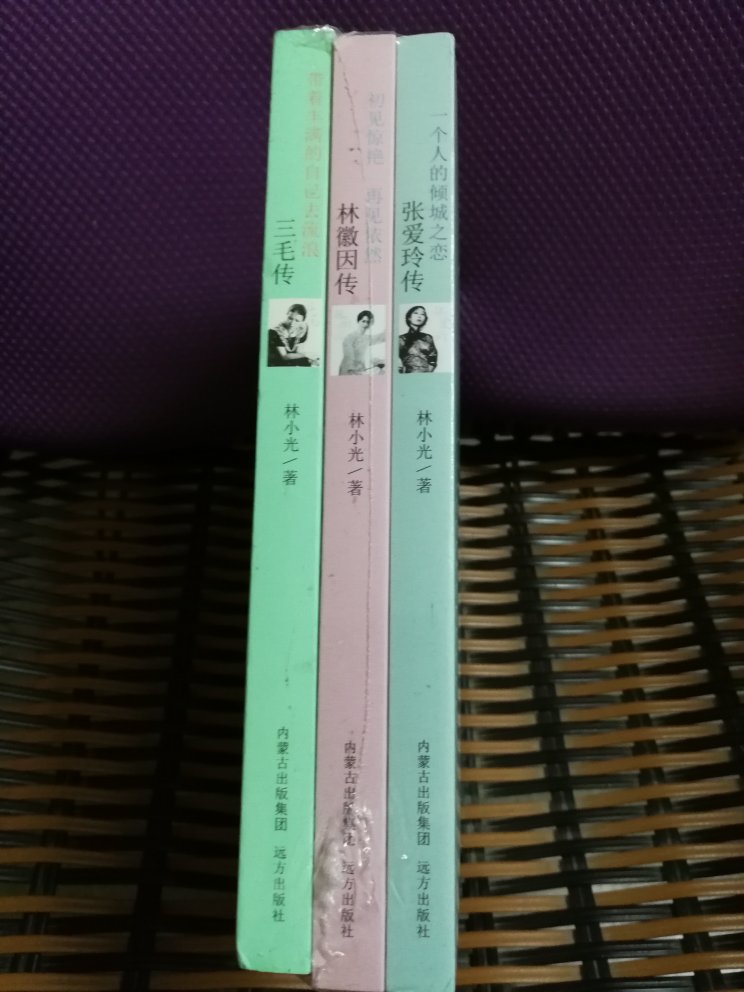 带着丰满的自己去流浪
三毛传
林小光/著
内蒙古出版集团 远方出版社
初见惊艳 再见依然
林徽因传
林小光/著
内蒙古出版集团 远方出版社
一个人的倾城之恋
张爱玲传
林小光/著
内蒙古出版集团 远方出版社